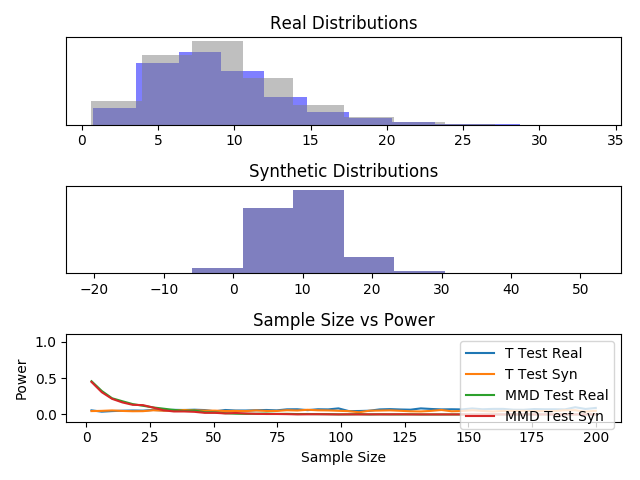 Real Distributions
0 5 10 15 20 25 30 35
Synthetic Distributions
−20 −10 0 10 20 30 40 50
Sample Size vs Power
1.0
0.5
0.0
Power
T Test Real
T Test Syn
MMD Test Real
MMD Test Syn
0 25 50 75 100 125 150 175 200
Sample Size